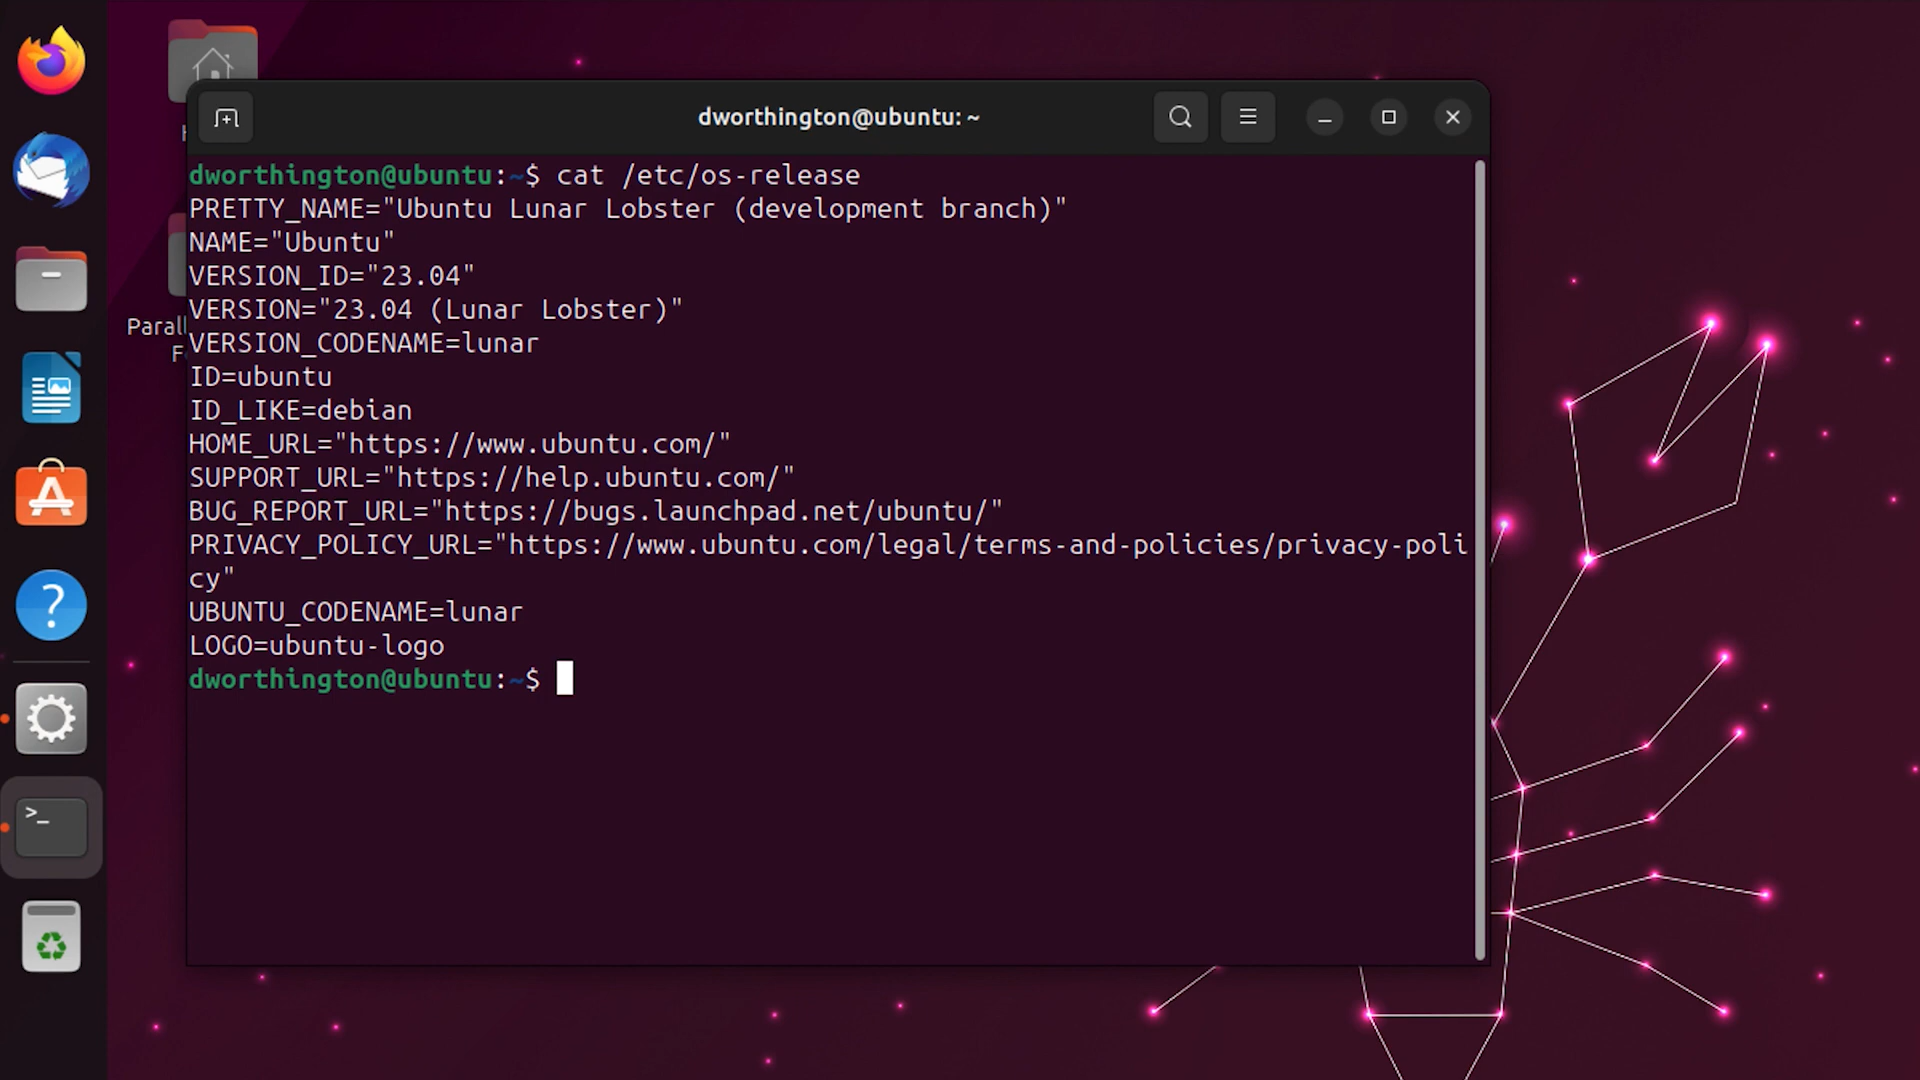 dworthington@ubuntu: ~
dworthington@ubuntu:~$ cat /etc/os-release
PRETTY_NAME="Ubuntu Lunar Lobster (development branch)"
NAME="Ubuntu"
VERSION_ID="23.04"
VERSION="23.04 (Lunar Lobster)"
VERSION_CODENAME=lunar
ID=ubuntu
ID_LIKE=debian
HOME_URL="https://www.ubuntu.com/"
SUPPORT_URL="https://help.ubuntu.com/"
BUG_REPORT_URL="https://bugs.launchpad.net/ubuntu/"
PRIVACY_POLICY_URL="https://www.ubuntu.com/legal/terms-and-policies/privacy-poli
cy"
UBUNTU_CODENAME=lunar
LOGO=ubuntu-logo
dworthington@ubuntu:~$